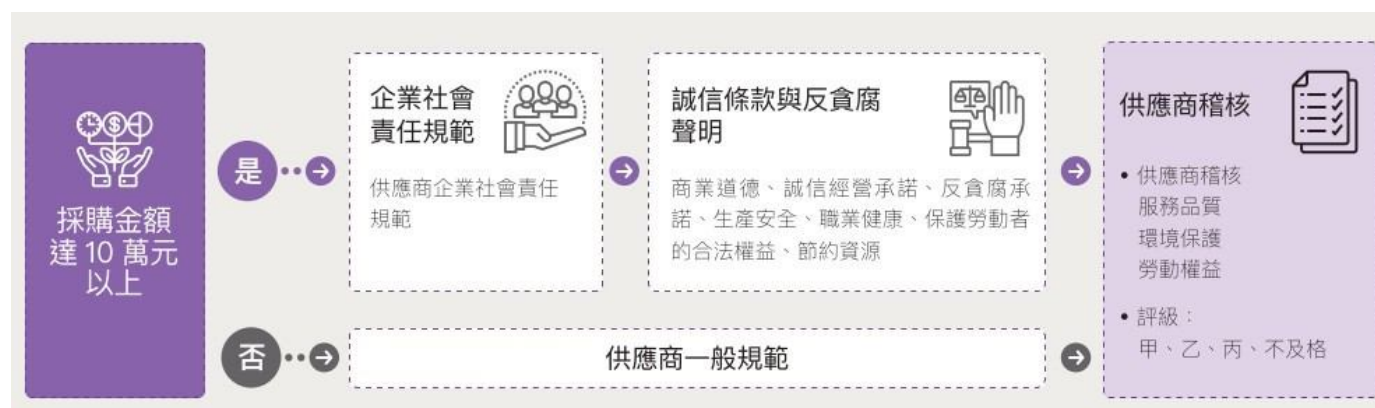 採購金額
達 10 萬元
以上
是
企業社會
責任規範
供應商企業社會責任
規範
誠信條款與反貪腐
聲明
商業道德、誠信經營承諾、反貪腐承
諾、生產安全、職業健康、保護勞動者
的合法權益、節約資源
否
供應商一般規範
供應商稽核
• 供應商稽核
服務品質
環境保護
勞動權益
• 評級：
甲、乙、丙、不及格